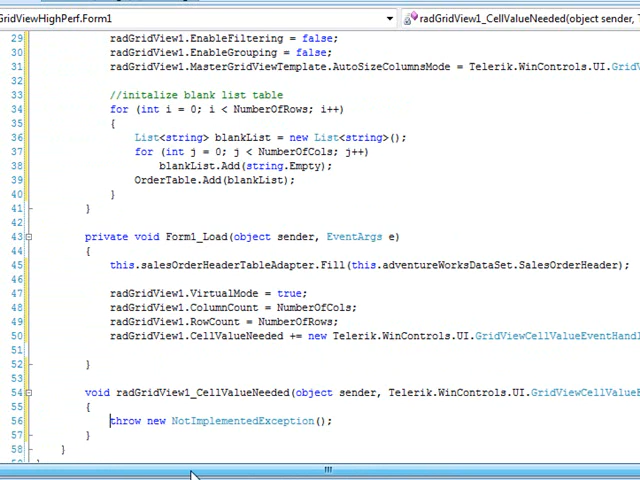 GridViewHighPerf.Form1 radGridView1_CellValueNeeded(object sender,
29 radGridView1.EnableFiltering = false;
30 radGridView1.EnableGrouping = false;
31 radGridView1.MasterGridViewTemplate.AutoSizeColumnsMode = Telerik.WinControls.UI.Grid
32
33 //initalize blank list table
34 for (int i = 0; i < NumberOfRows; i++)
35 {
36 List<string> blankList = new List<string>();
37 for (int j = 0; j < NumberOfCols; j++)
38 blankList.Add(string.Empty);
39 OrderTable.Add(blankList);
40 }
41 }
42
43 private void Form1_Load(object sender, EventArgs e)
44 {
45 this.salesOrderHeaderTableAdapter.Fill(this.adventureWorksDataSet.SalesOrderHeader);
46
47 radGridView1.VirtualMode = true;
48 radGridView1.ColumnCount = NumberOfCols;
49 radGridView1.RowCount = NumberOfRows;
50 radGridView1.CellValueNeeded += new Telerik.WinControls.UI.GridViewCellValueEventHandl
51
52 }
53
54 void radGridView1_CellValueNeeded(object sender, Telerik.WinControls.UI.GridViewCellValueE
55 {
56 throw new NotImplementedException();
57 }
58 }